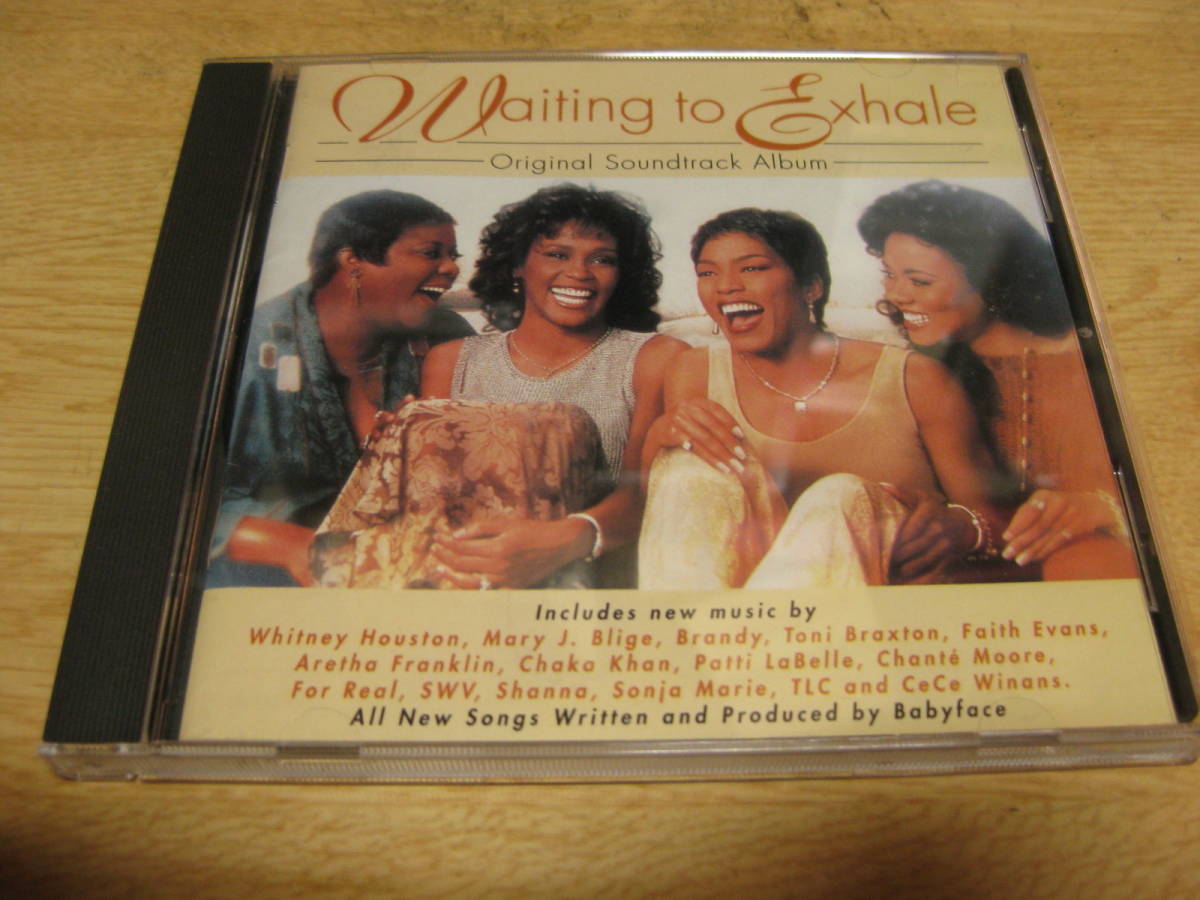 Waiting to Exhale
Original Soundtrack Album
Includes new music by
Whitney Houston, Mary J. Blige, Brandy, Toni Braxton, Faith Evans,
Aretha Franklin, Chaka Khan, Patti LaBelle, Chanté Moore,
For Real, SWV, Shanna, Sonja Marie, TLC and CeCe Winans.
All New Songs Written and Produced by Babyface